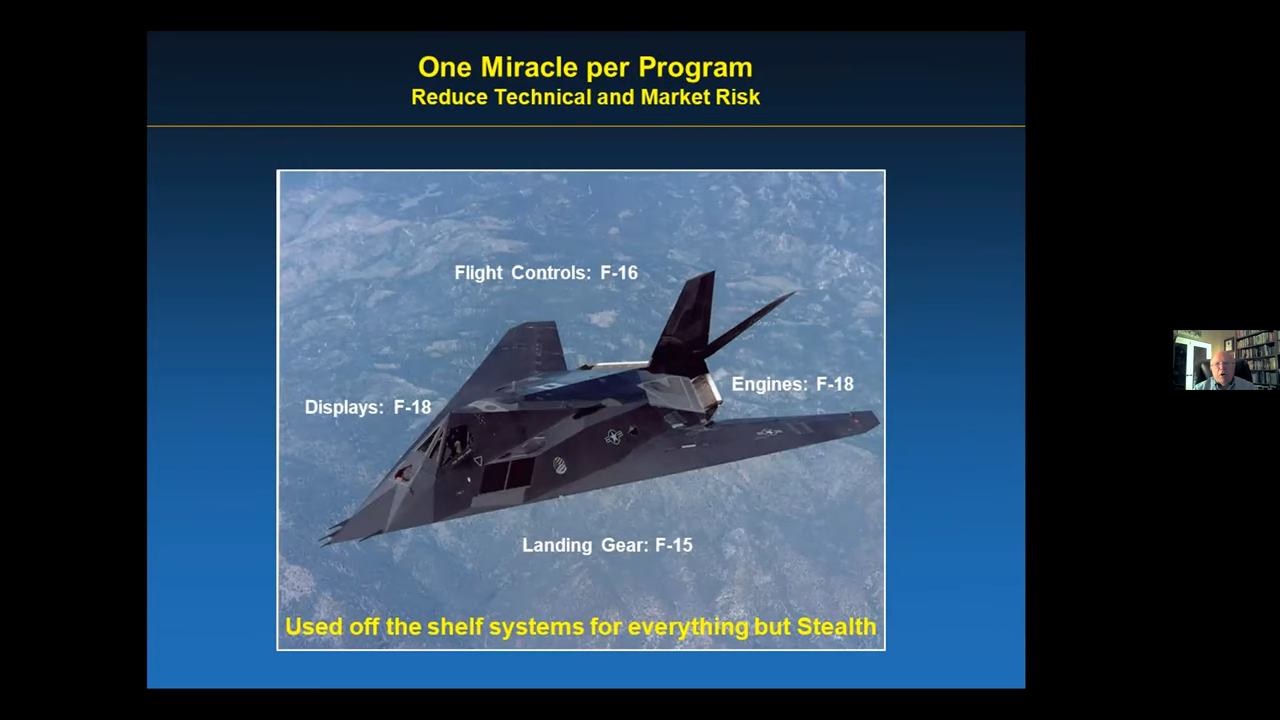 One Miracle per Program
Reduce Technical and Market Risk
Flight Controls: F-16
Engines: F-18
Displays: F-18
Landing Gear: F-15
Used off the shelf systems for everything but Stealth